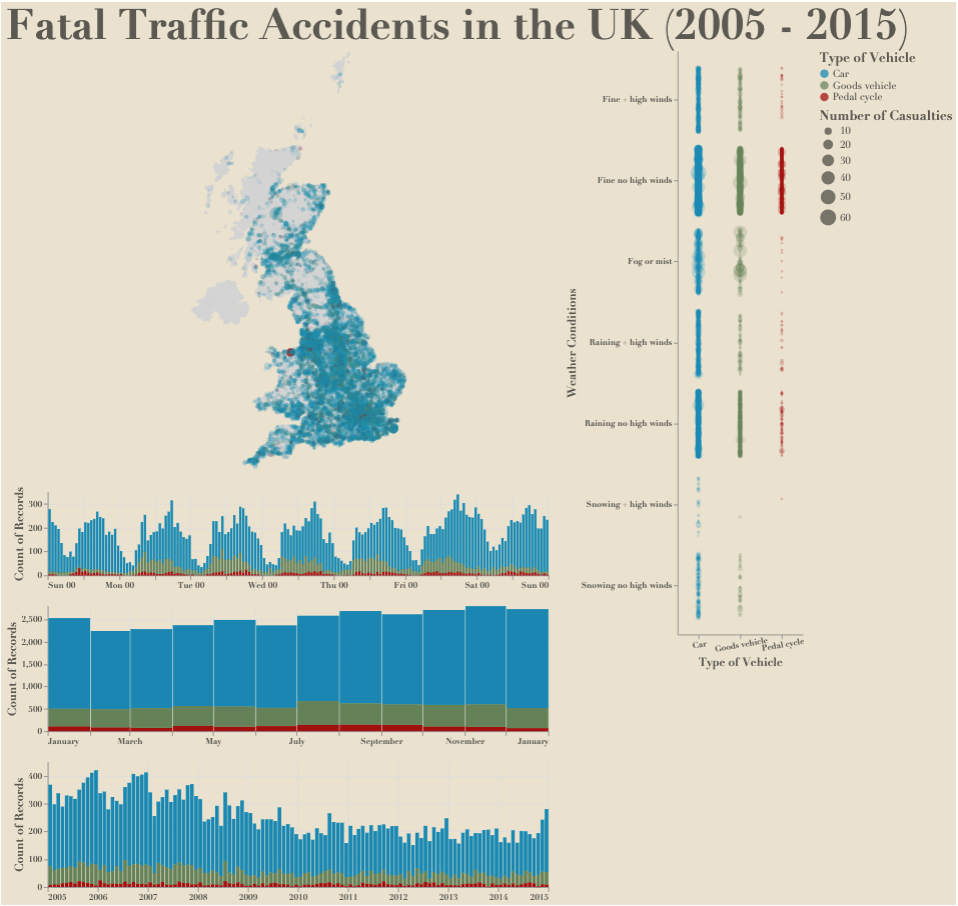 Fatal Traffic Accidents in the UK (2005 - 2015)
Type of Vehicle
Car
Goods vehicle
Pedal cycle
Number of Casualties
10
20
30
40
50
60
Weather Conditions
Fine + high winds
Fine no high winds
Fog or mist
Raining + high winds
Raining no high winds
Snowing + high winds
Snowing no high winds
Car Goods vehicle Pedal cycle
Type of Vehicle
Count of Records
300
200
100
0
Sun 00 Mon 00 Tue 00 Wed 00 Thu 00 Fri 00 Sat 00 Sun 00
Count of Records
2,500
2,000
1,500
1,000
500
0
January March May July September November January
Count of Records
400
300
200
100
0
2005 2006 2007 2008 2009 2010 2011 2012 2013 2014 2015